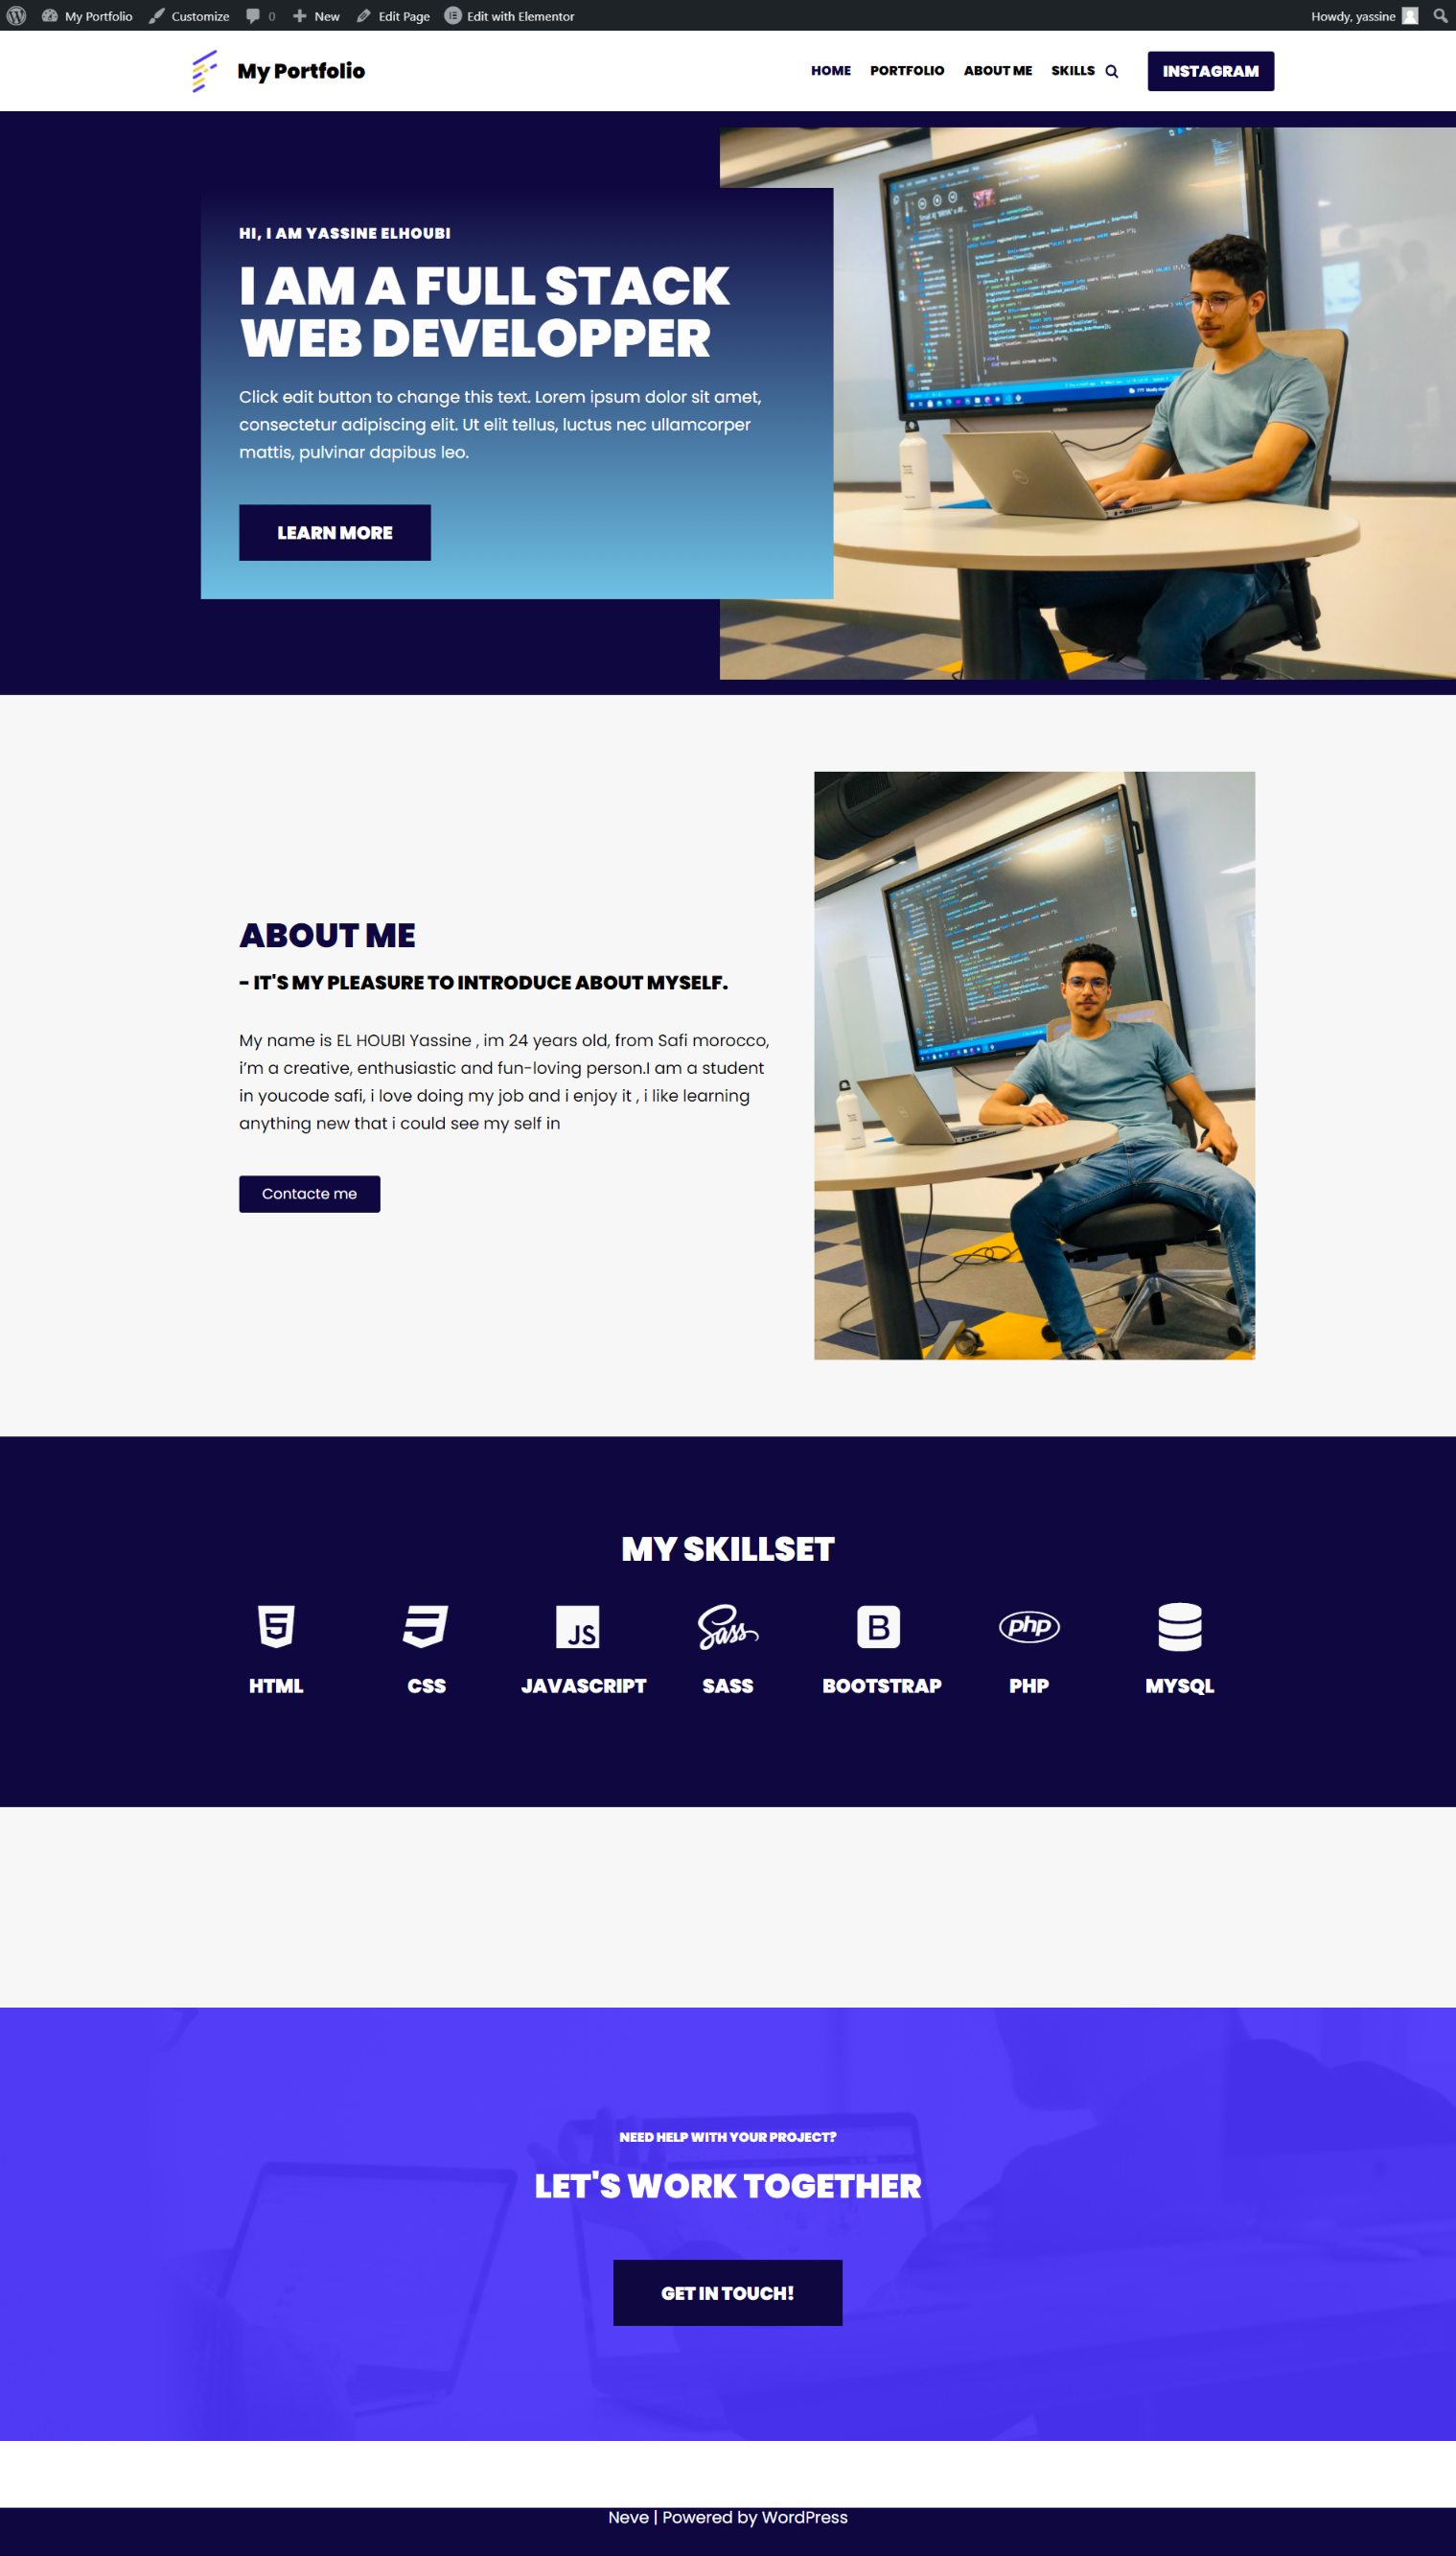 My Portfolio Customize 0 New Edit Page Edit with Elementor Howdy, yassine
My Portfolio HOME PORTFOLIO ABOUT ME SKILLS INSTAGRAM
HI, I AM YASSINE ELHOUBI
I AM A FULL STACK
WEB DEVELOPPER
Click edit button to change this text. Lorem ipsum dolor sit amet,
consectetur adipiscing elit. Ut elit tellus, luctus nec ullamcorper
mattis, pulvinar dapibus leo.
LEARN MORE
ABOUT ME
- IT'S MY PLEASURE TO INTRODUCE ABOUT MYSELF.
My name is EL HOUBI Yassine , im 24 years old, from Safi morocco,
i'm a creative, enthusiastic and fun-loving person.I am a student
in youcode safi, i love doing my job and i enjoy it , i like learning
anything new that i could see my self in
Contacte me
MY SKILLSET
5 JS Sass B php
HTML CSS JAVASCRIPT SASS BOOTSTRAP PHP MYSQL
NEED HELP WITH YOUR PROJECT?
LET'S WORK TOGETHER
GET IN TOUCH!
Neve | Powered by WordPress